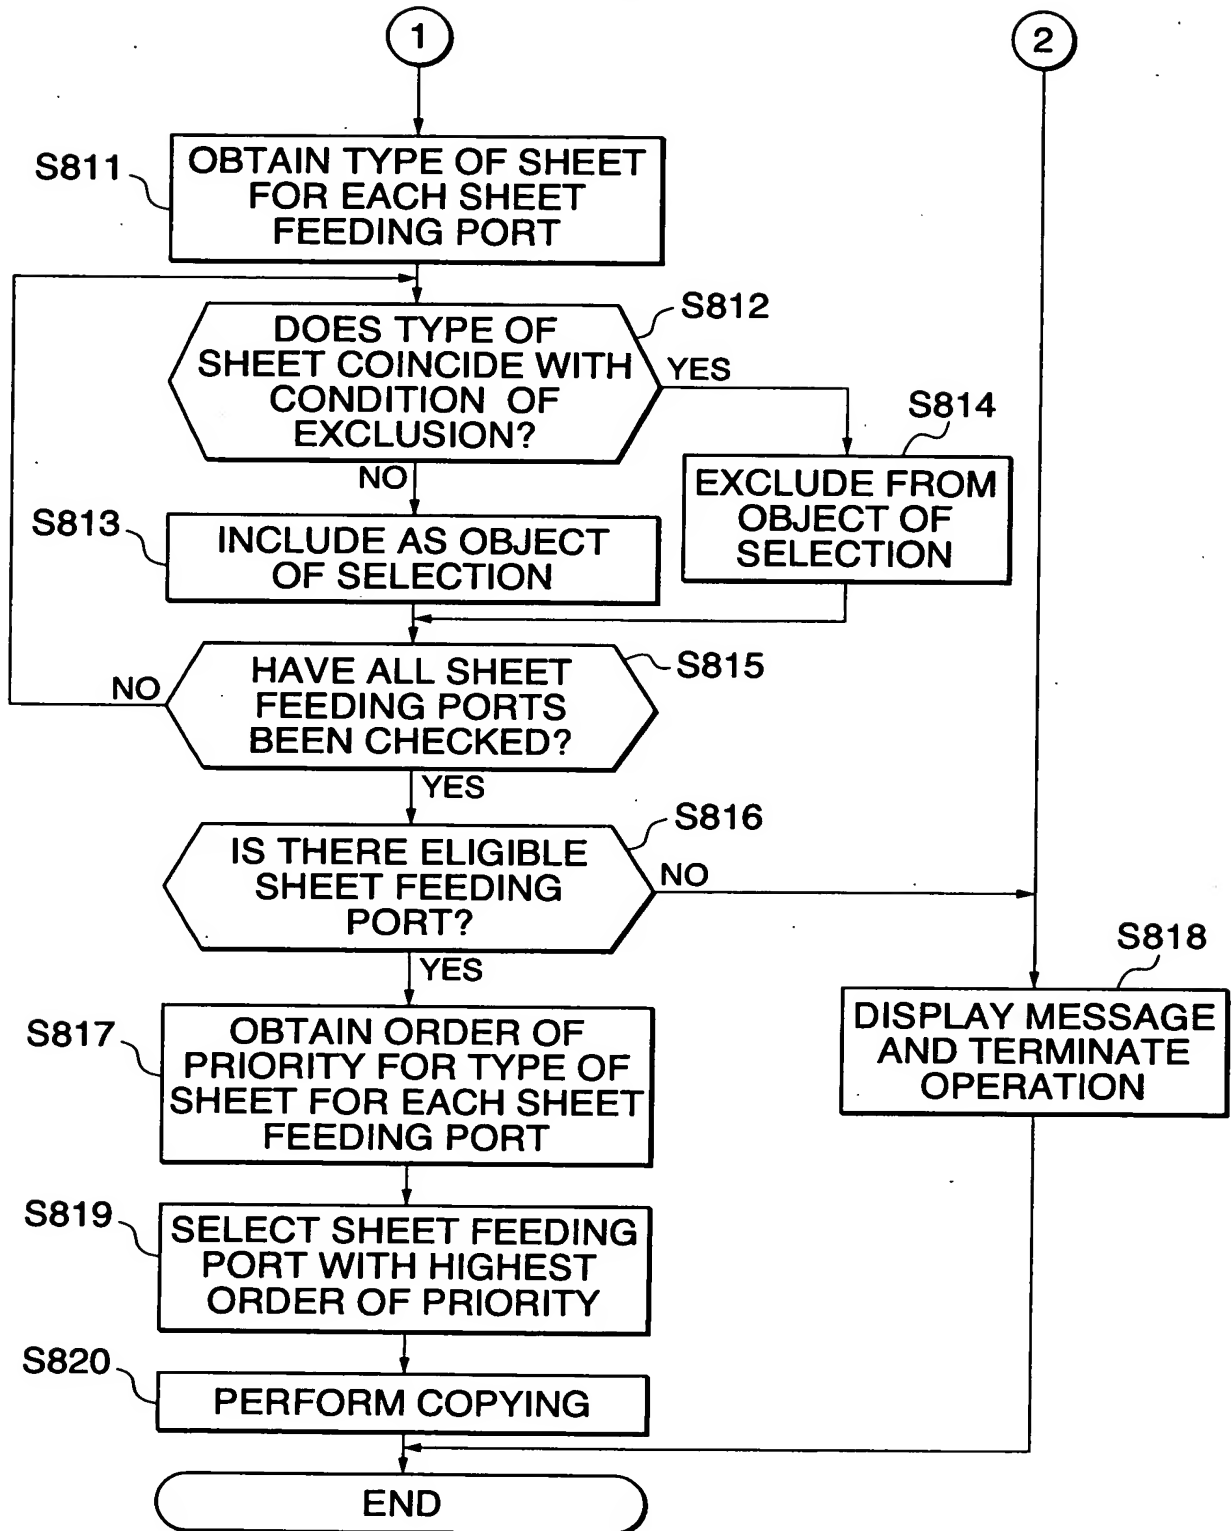 1
2
S811
OBTAIN TYPE OF SHEET
FOR EACH SHEET
FEEDING PORT
S812
DOES TYPE OF
SHEET COINCIDE WITH
CONDITION OF
EXCLUSION?
YES
NO
S814
EXCLUDE FROM
OBJECT OF
SELECTION
S813
INCLUDE AS OBJECT
OF SELECTION
S815
HAVE ALL SHEET
FEEDING PORTS
BEEN CHECKED?
NO
YES
S816
IS THERE ELIGIBLE
SHEET FEEDING
PORT?
NO
YES
S818
DISPLAY MESSAGE
AND TERMINATE
OPERATION
S817
OBTAIN ORDER OF
PRIORITY FOR TYPE OF
SHEET FOR EACH SHEET
FEEDING PORT
S819
SELECT SHEET FEEDING
PORT WITH HIGHEST
ORDER OF PRIORITY
S820
PERFORM COPYING
END